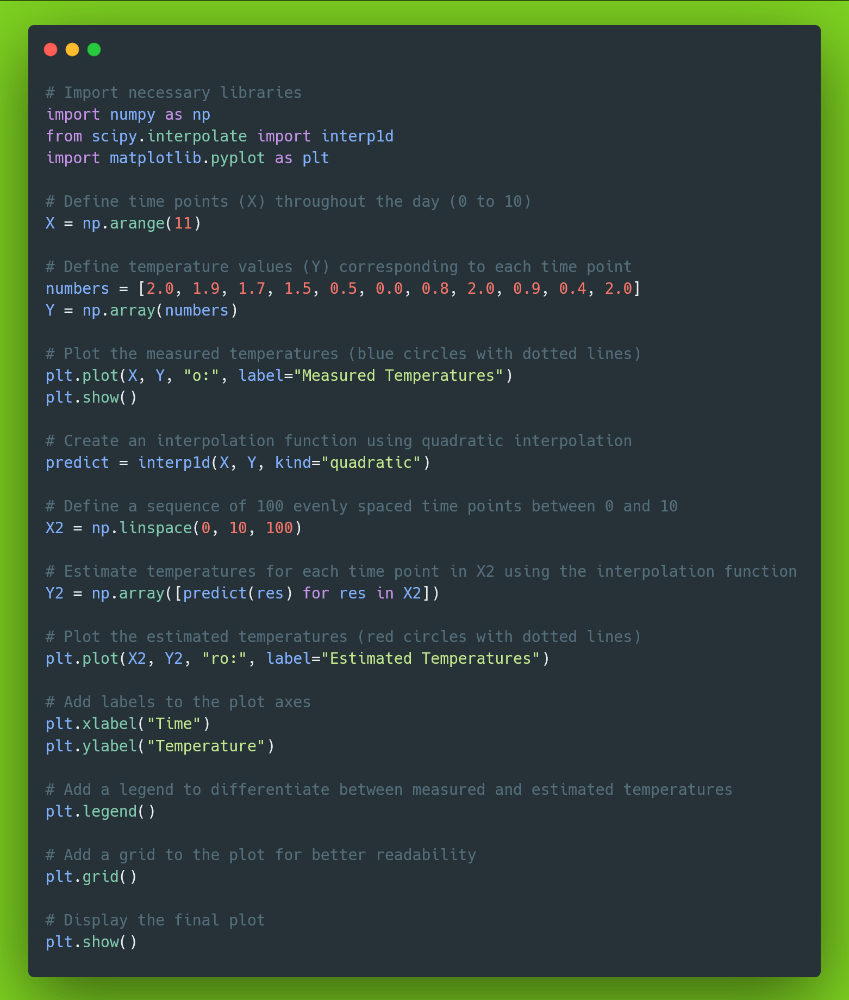 # Import necessary libraries
import numpy as np
from scipy.interpolate import interp1d
import matplotlib.pyplot as plt
# Define time points (X) throughout the day (0 to 10)
X = np.arange(11)
# Define temperature values (Y) corresponding to each time point
numbers = [2.0, 1.9, 1.7, 1.5, 0.5, 0.0, 0.8, 2.0, 0.9, 0.4, 2.0]
Y = np.array(numbers)
# Plot the measured temperatures (blue circles with dotted lines)
plt.plot(X, Y, "o:", label="Measured Temperatures")
plt.show()
# Create an interpolation function using quadratic interpolation
predict = interp1d(X, Y, kind="quadratic")
# Define a sequence of 100 evenly spaced time points between 0 and 10
X2 = np.linspace(0, 10, 100)
# Estimate temperatures for each time point in X2 using the interpolation function
Y2 = np.array([predict(res) for res in X2])
# Plot the estimated temperatures (red circles with dotted lines)
plt.plot(X2, Y2, "ro:", label="Estimated Temperatures")
# Add labels to the plot axes
plt.xlabel("Time")
plt.ylabel("Temperature")
# Add a legend to differentiate between measured and estimated temperatures
plt.legend()
# Add a grid to the plot for better readability
plt.grid()
# Display the final plot
plt.show()